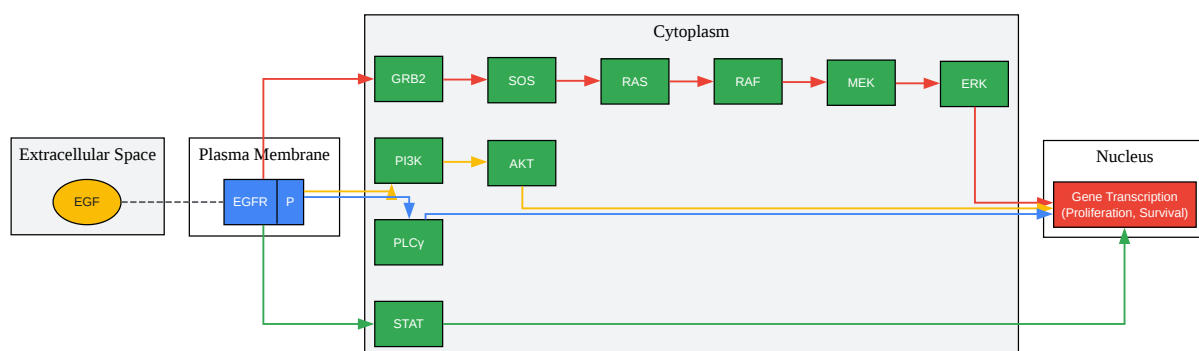 Cytoplasm
GRB2
SOS
RAS
RAF
MEK
ERK
Extracellular Space
EGF
Plasma Membrane
EGFR
P
PI3K
AKT
PLCγ
STAT
Nucleus
Gene Transcription
(Proliferation, Survival)